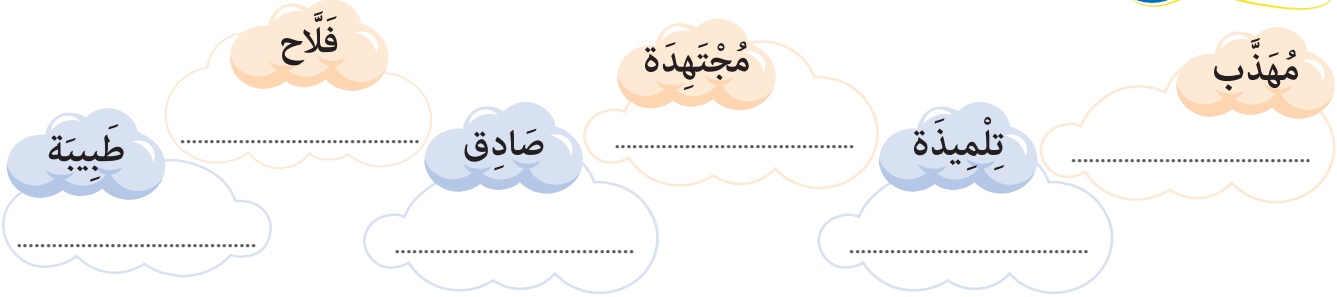 مُهَذَّب
تِلْمِيذَة
مُجْتَهِدَة
صَادِق
فَلَّاح
طَبِيبَة